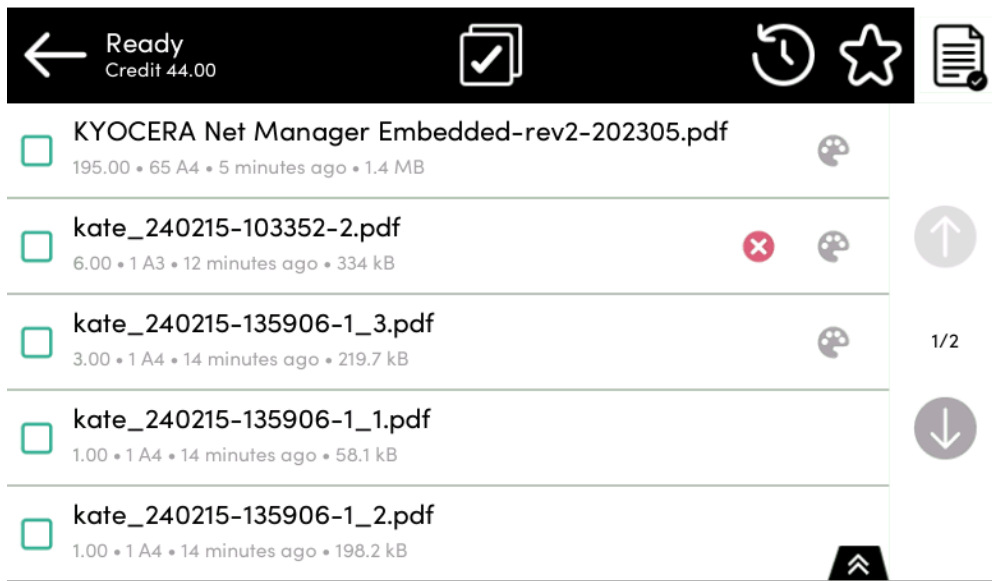 Ready
Credit 44.00
KYOCERA Net Manager Embedded-rev2-202305.pdf
195.00 • 65 A4 • 5 minutes ago • 1.4 MB
kate_240215-103352-2.pdf
6.00 • 1 A3 • 12 minutes ago • 334 kB
kate_240215-135906-1_3.pdf
3.00 • 1 A4 • 14 minutes ago • 219.7 kB
1/2
kate_240215-135906-1_1.pdf
1.00 • 1 A4 • 14 minutes ago • 58.1 kB
kate_240215-135906-1_2.pdf
1.00 • 1 A4 • 14 minutes ago • 198.2 kB